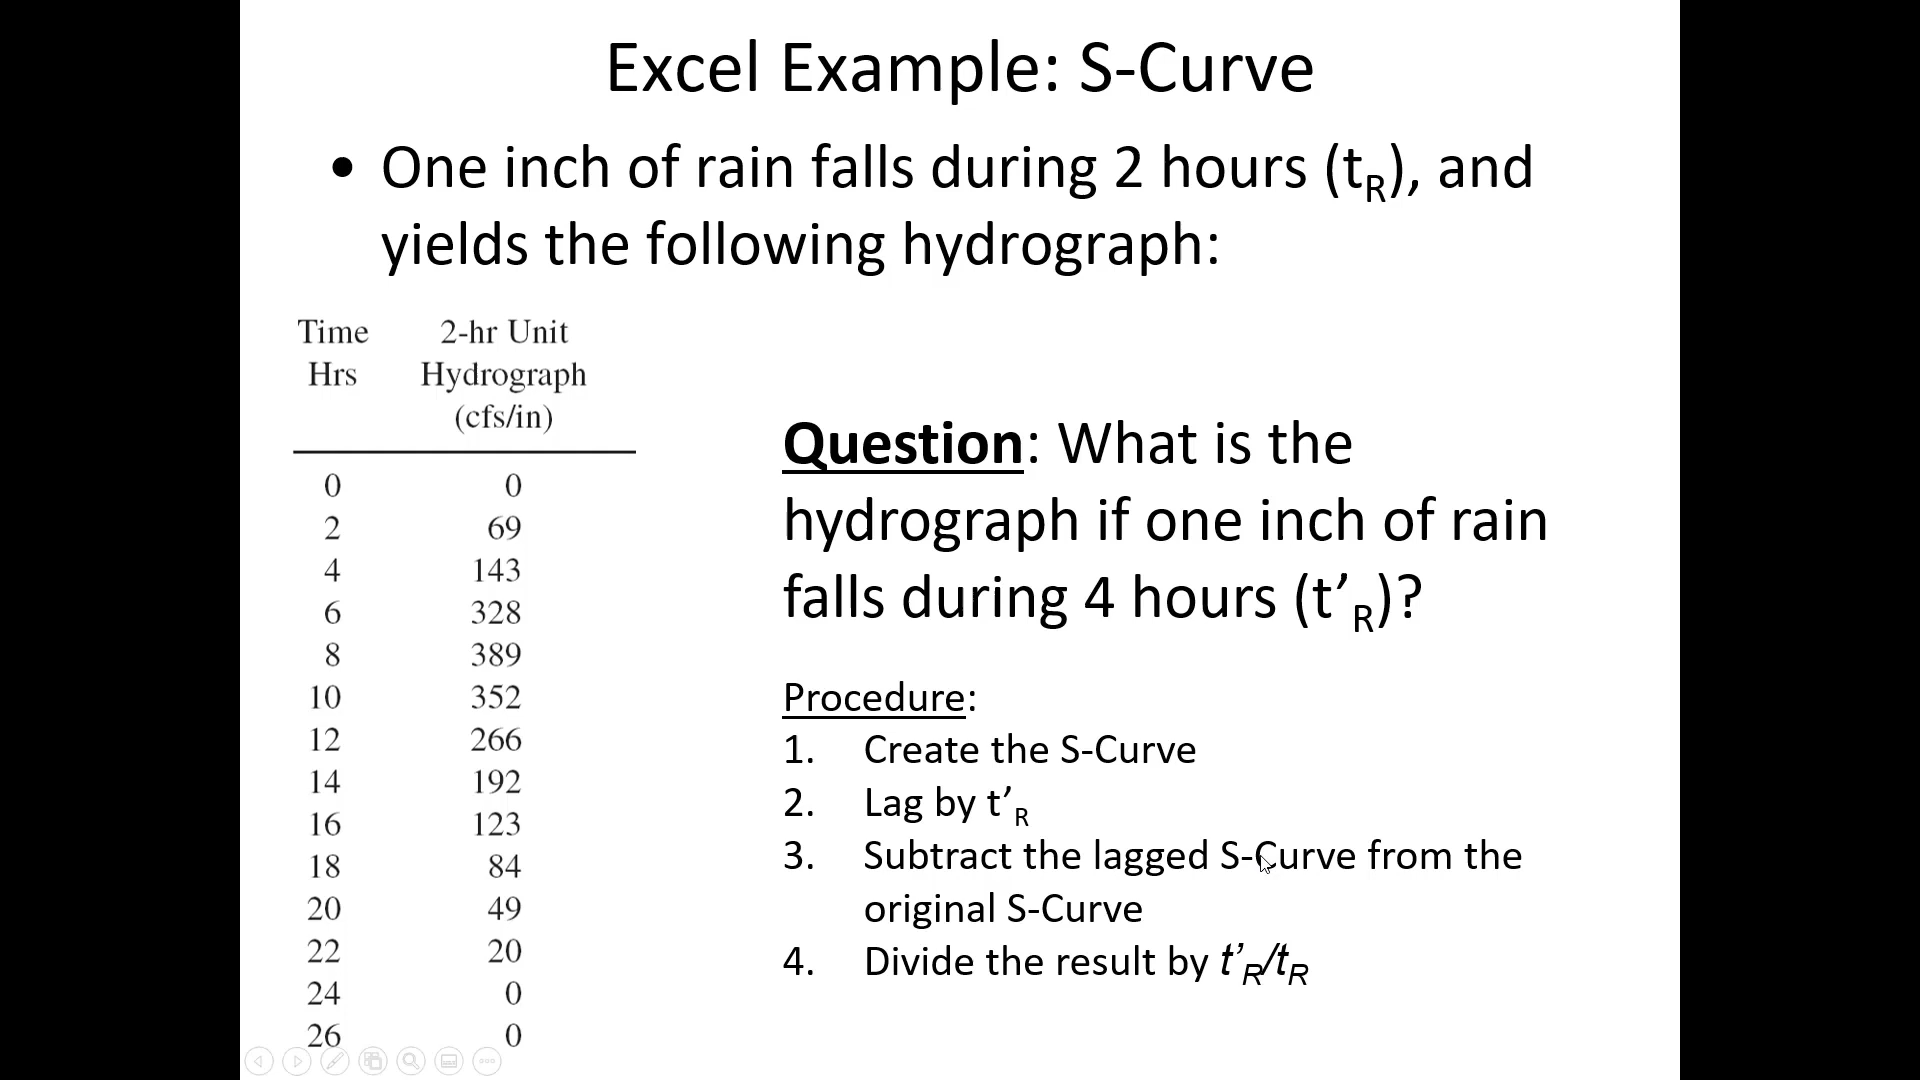 Excel Example: S-Curve
• One inch of rain falls during 2 hours (tR), and
yields the following hydrograph:
Time 2-hr Unit
Hrs Hydrograph
(cfs/in)
0 0
2 69
4 143
6 328
8 389
10 352
12 266
14 192
16 123
18 84
20 49
22 20
24 0
26 0
Question: What is the
hydrograph if one inch of rain
falls during 4 hours (t’R)?
Procedure:
1. Create the S-Curve
2. Lag by t’R
3. Subtract the lagged S-Curve from the
original S-Curve
4. Divide the result by t’R/tR